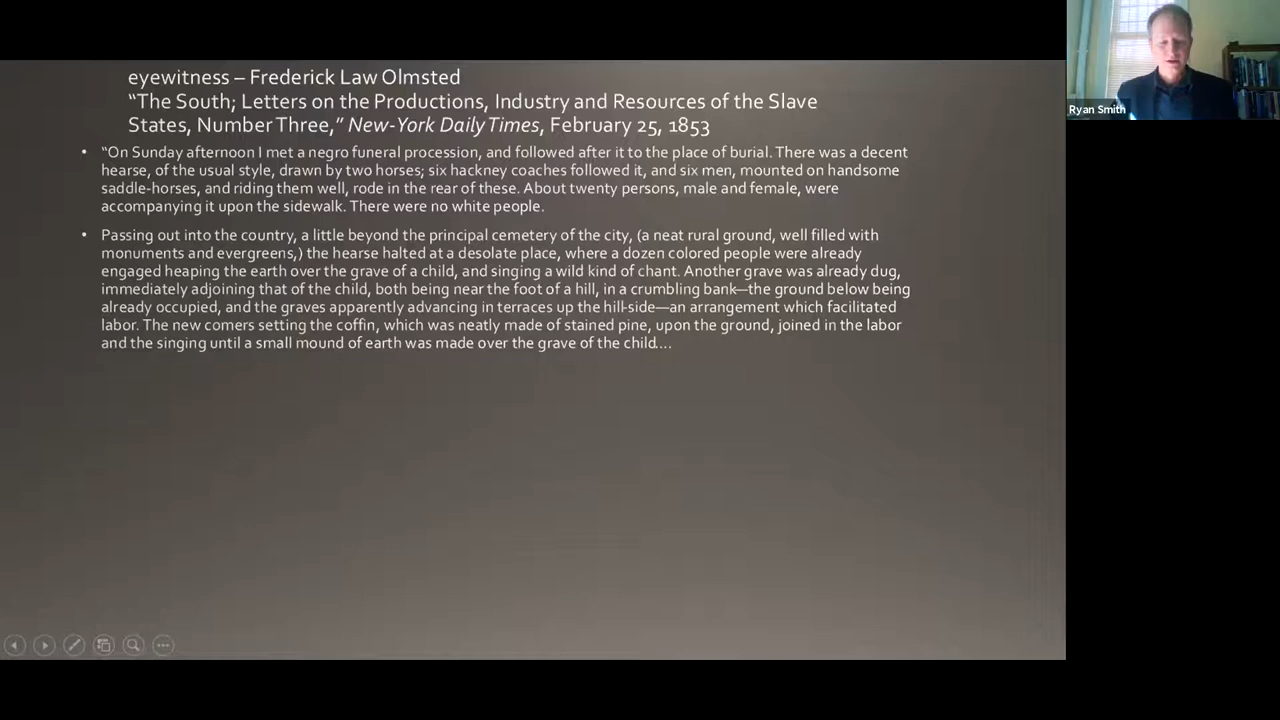 eyewitness – Frederick Law Olmsted
“The South; Letters on the Productions, Industry and Resources of the Slave
States, Number Three,” New-York Daily Times, February 25, 1853
• “On Sunday afternoon I met a negro funeral procession, and followed after it to the place of burial. There was a decent
hearse, of the usual style, drawn by two horses; six hackney coaches followed it, and six men, mounted on handsome
saddle-horses, and riding them well, rode in the rear of these. About twenty persons, male and female, were
accompanying it upon the sidewalk. There were no white people.
• Passing out into the country, a little beyond the principal cemetery of the city, (a neat rural ground, well filled with
monuments and evergreens,) the hearse halted at a desolate place, where a dozen colored people were already
engaged heaping the earth over the grave of a child, and singing a wild kind of chant. Another grave was already dug,
immediately adjoining that of the child, both being near the foot of a hill, in a crumbling bank—the ground below being
already occupied, and the graves apparently advancing in terraces up the hill-side—an arrangement which facilitated
labor. The new comers setting the coffin, which was neatly made of stained pine, upon the ground, joined in the labor
and the singing until a small mound of earth was made over the grave of the child....
Ryan Smith